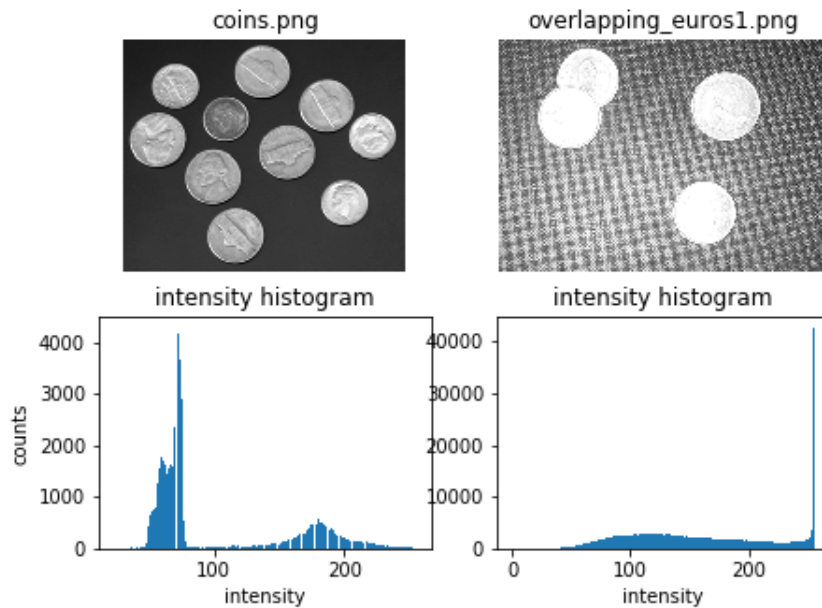 coins.png
overlapping_euros1.png
intensity histogram
intensity histogram
counts
4000
3000
2000
1000
0
100
200
intensity
40000
30000
20000
10000
0
0
100
200
intensity